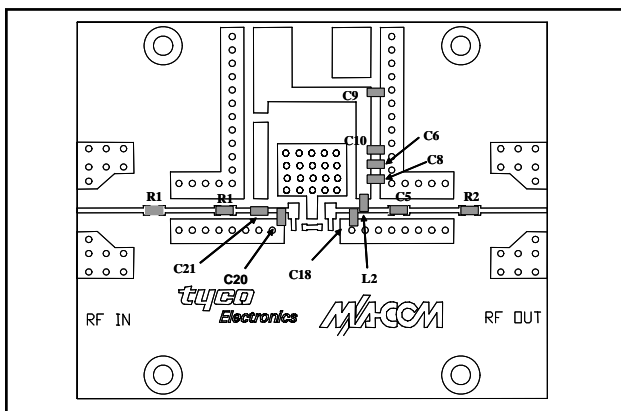 C9
C10
C6
C8
R1
R1
C5
R2
C21
C20
C18
L2
tyco
Electronics
M/A-COM
RF IN
RF OUT